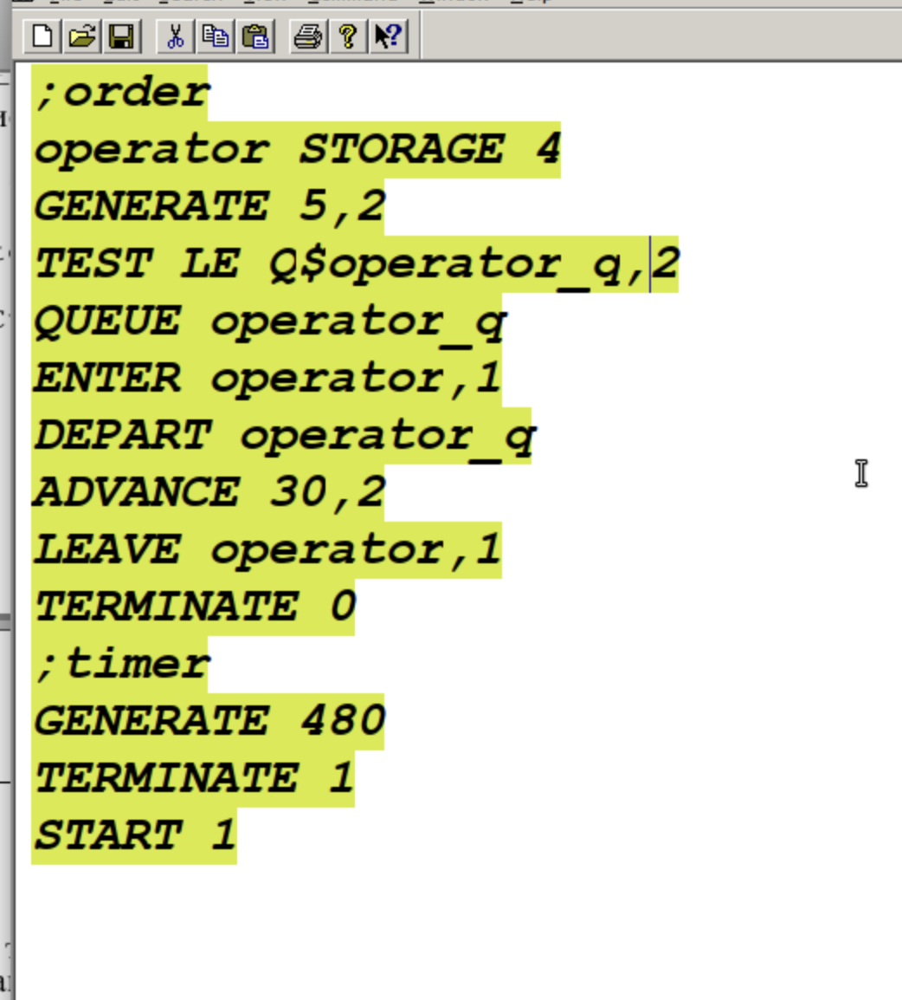 ;order
operator STORAGE 4
GENERATE 5,2
TEST LE Q$operator_q,2
QUEUE operator_q
ENTER operator,1
DEPART operator_q
ADVANCE 30,2
LEAVE operator,1
TERMINATE 0
;timer
GENERATE 480
TERMINATE 1
START 1